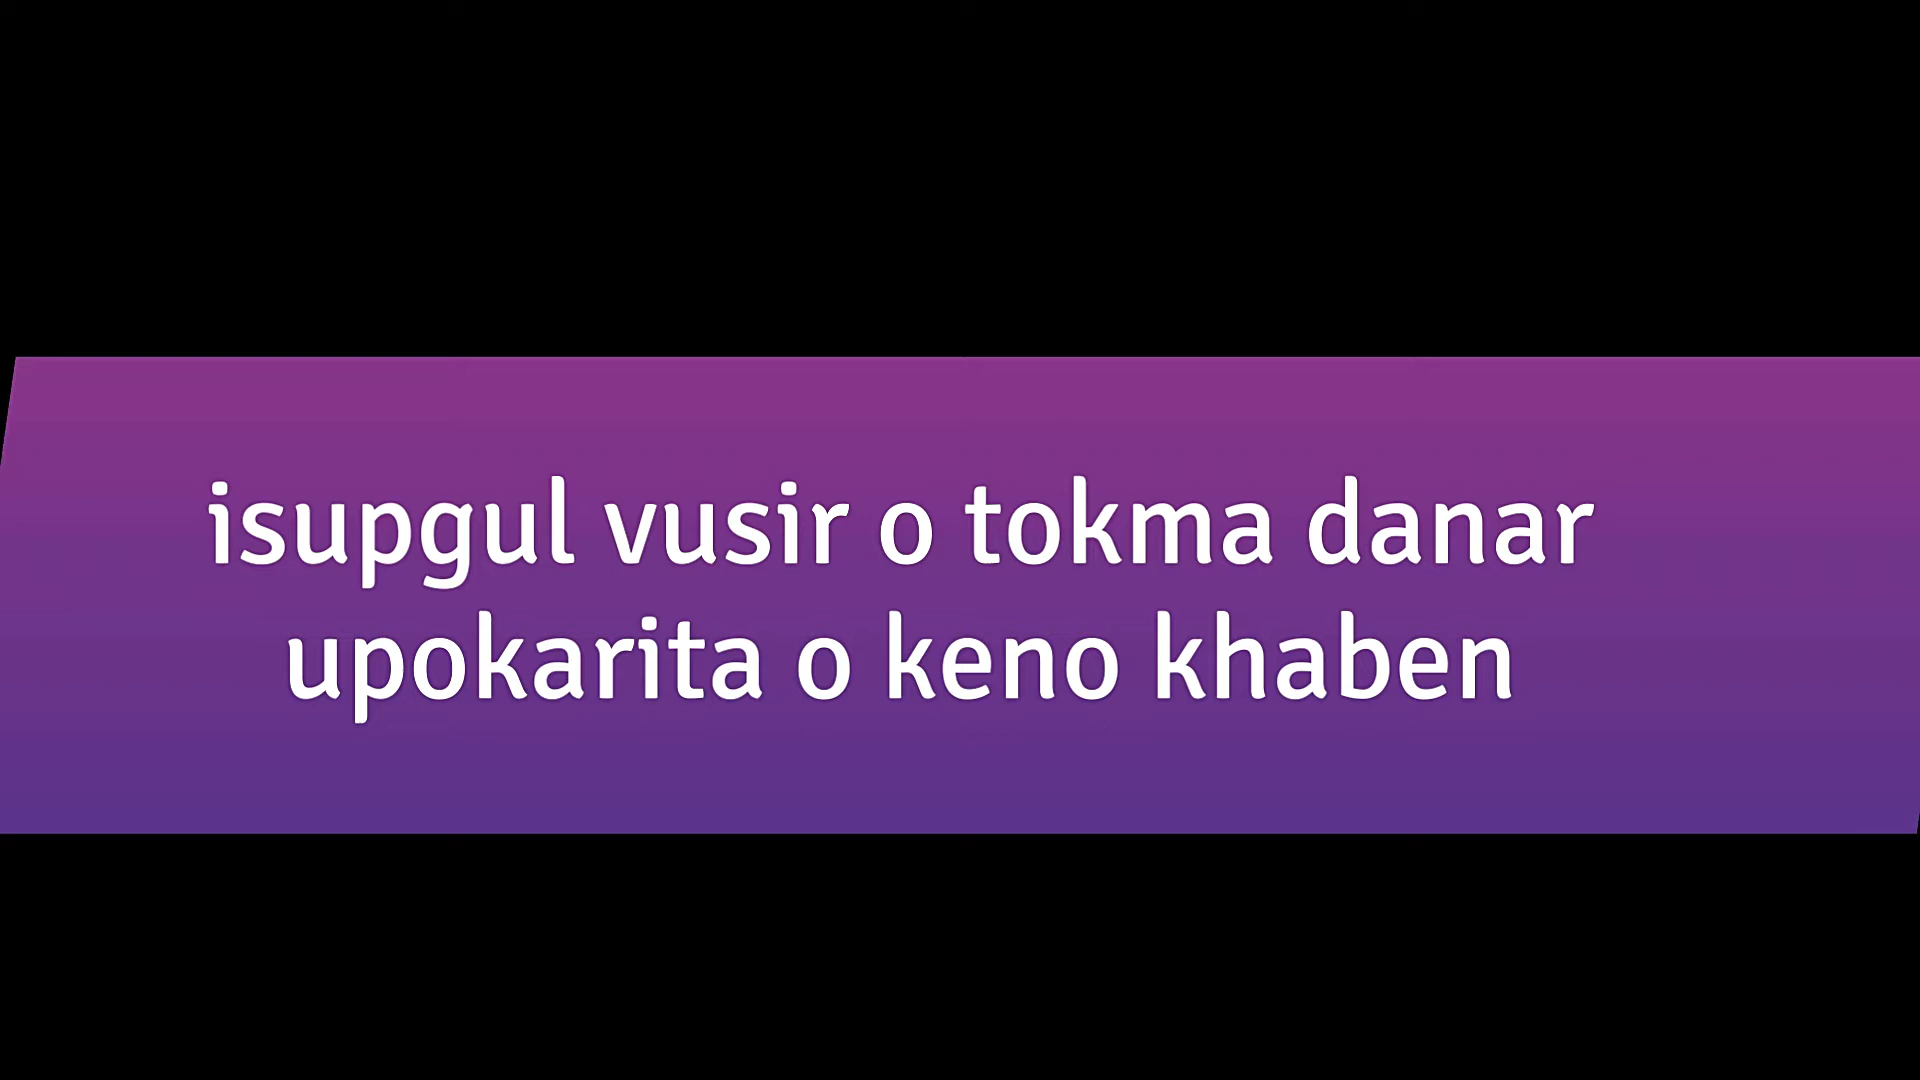 isupgul vusir o tokma danar
upokarita o keno khaben